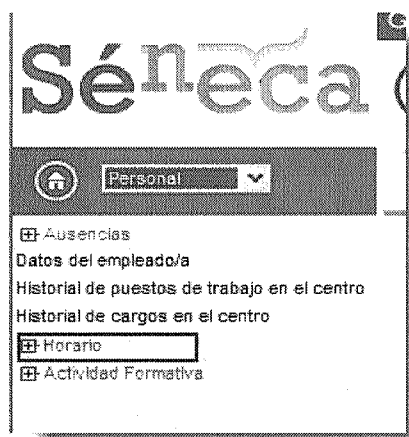 Séneca
Personal
Ausencias
Datos del empleado/a
Historial de puestos de trabajo en el centro
Historial de cargos en el centro
Horario
Actividad Formativa